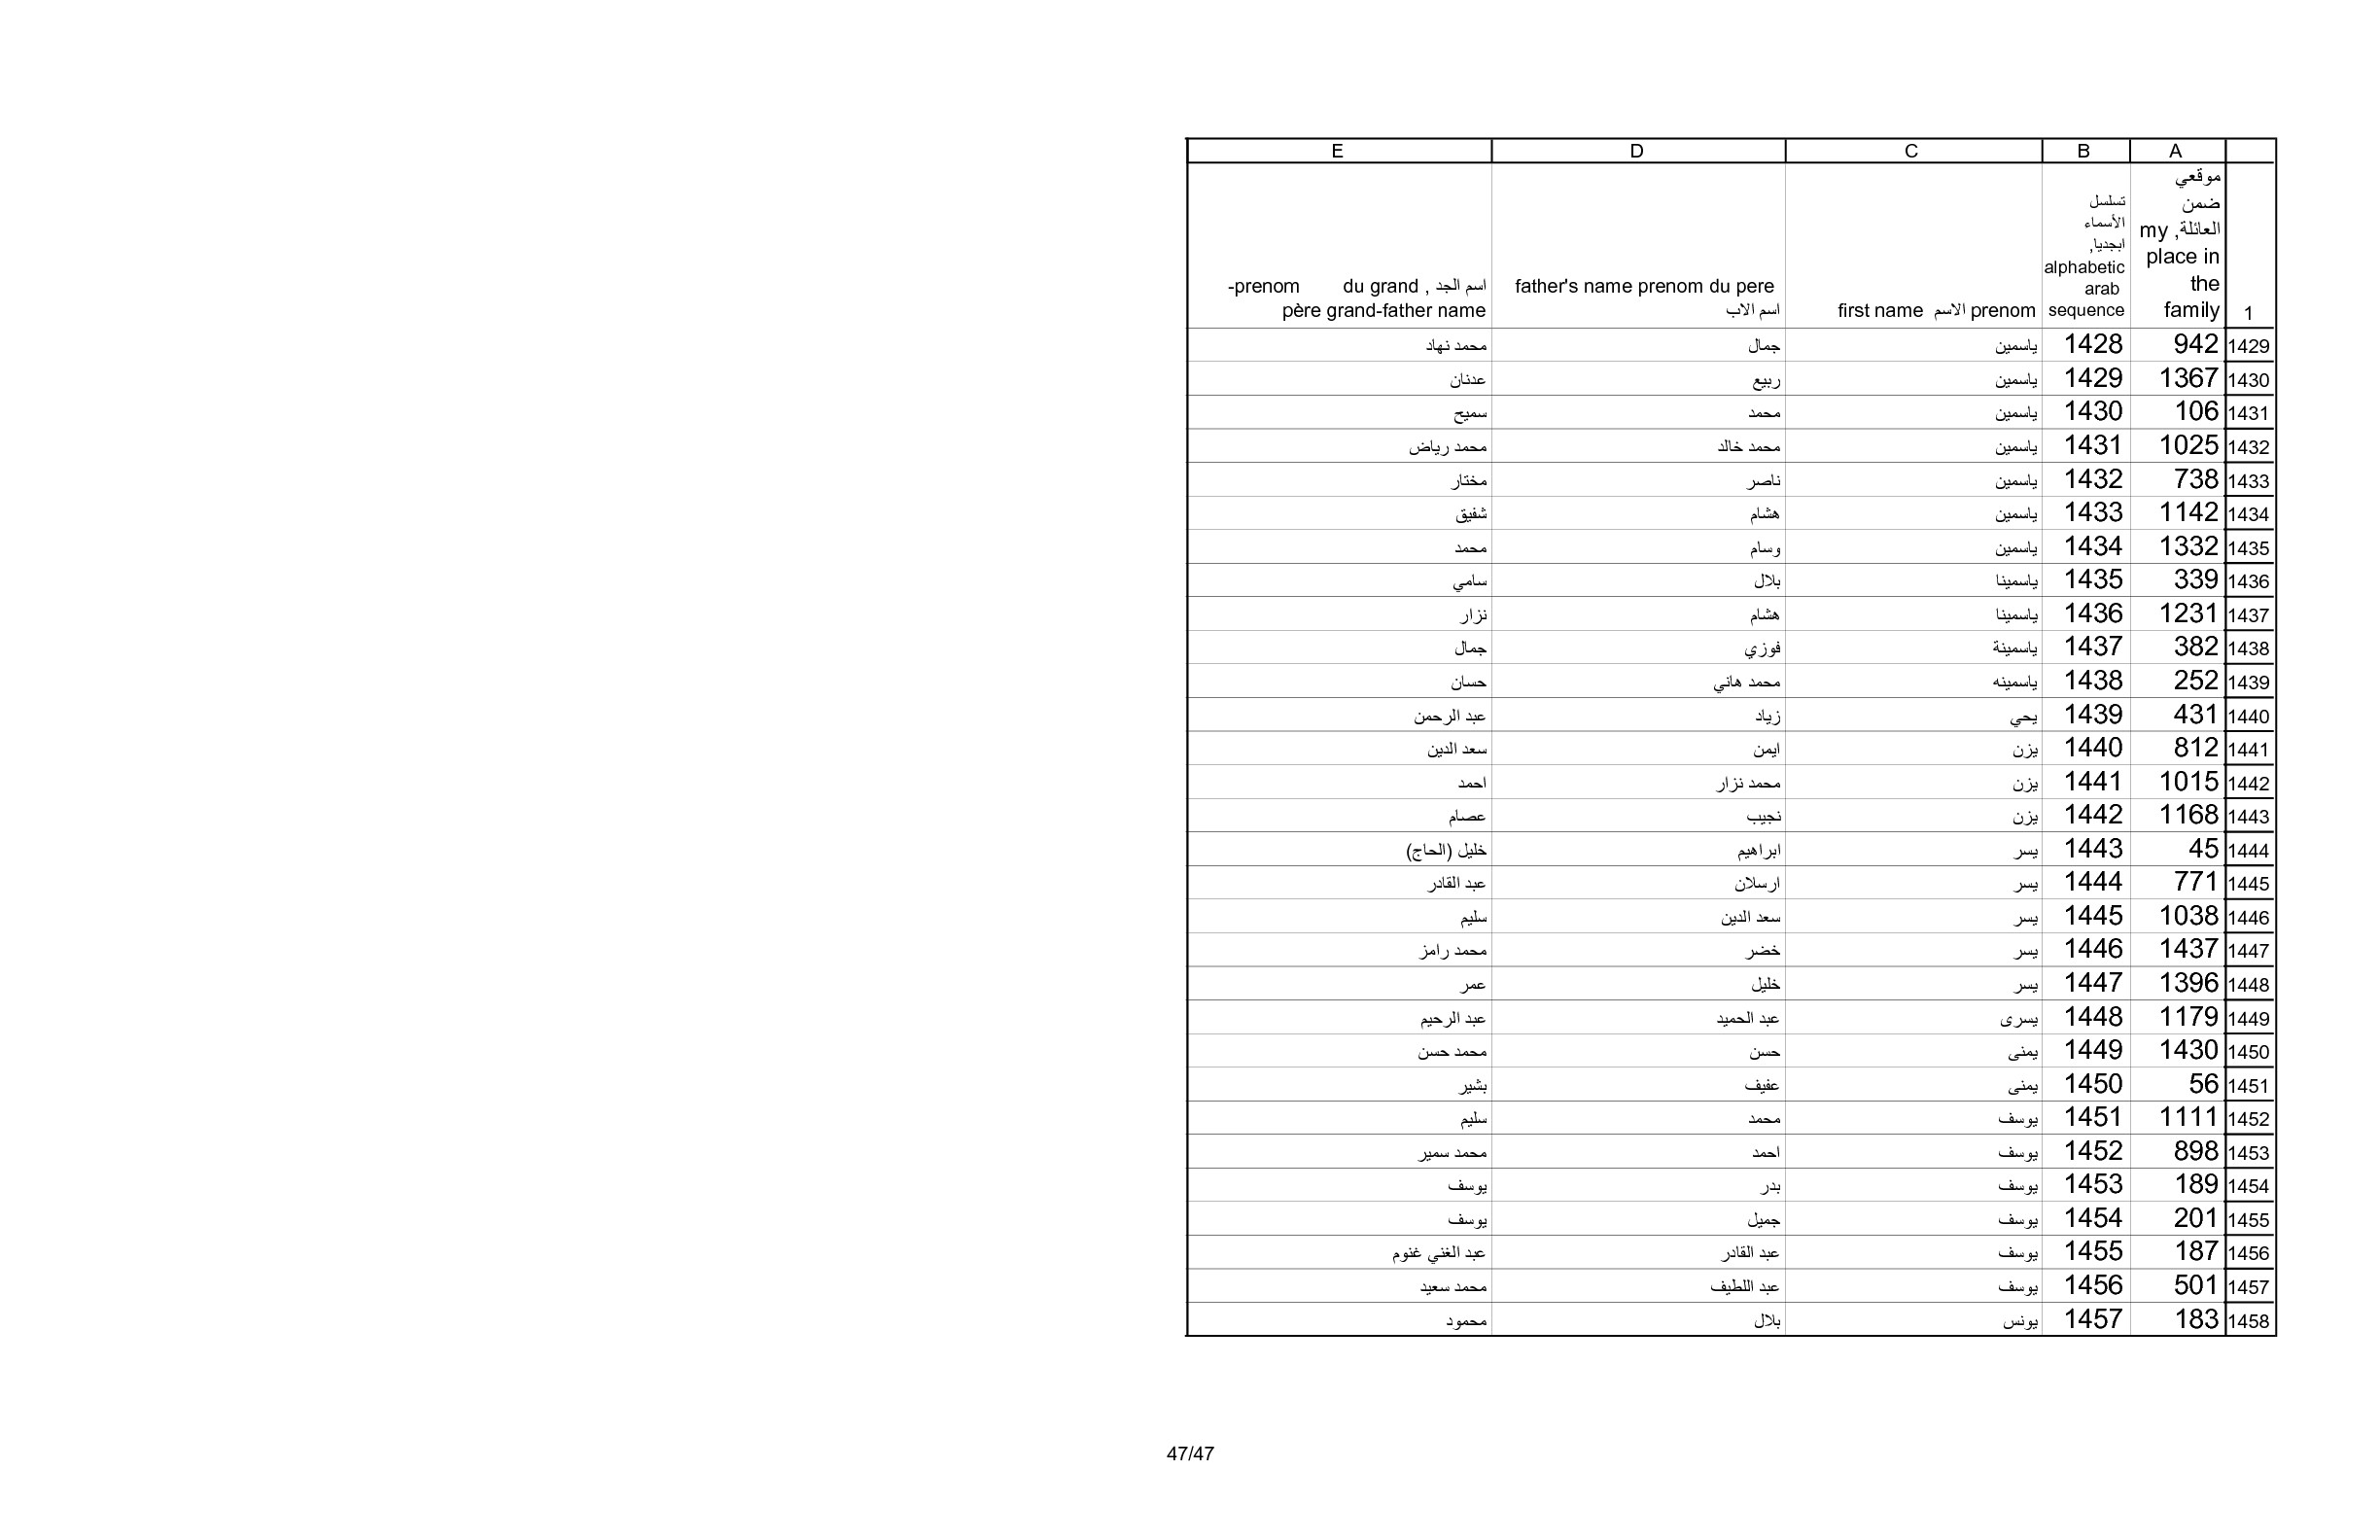 A B C D E
1 موقعي ضمن العائلة, my place in the family تسلسل الأسماء ابجديا, alphabetic arab sequence first name الاسم prenom father's name prenom du pere اسم الاب اسم الجد , prenom- du grand père grand-father name
1429 942 1428 ياسمين جمال محمد نهاد
1430 1367 1429 ياسمين ربيع عدنان
1431 106 1430 ياسمين محمد سميح
1432 1025 1431 ياسمين محمد خالد محمد رياض
1433 738 1432 ياسمين ناصر مختار
1434 1142 1433 ياسمين هشام شفيق
1435 1332 1434 ياسمين وسام محمد
1436 339 1435 ياسمينا بلال سامي
1437 1231 1436 ياسمينا هشام نزار
1438 382 1437 ياسمينة فوزي جمال
1439 252 1438 ياسمينه محمد هاني حسان
1440 431 1439 يحي زياد عبد الرحمن
1441 812 1440 يزن ايمن سعد الدين
1442 1015 1441 يزن محمد نزار احمد
1443 1168 1442 يزن نجيب عصام
1444 45 1443 يسر ابراهيم خليل (الحاج)
1445 771 1444 يسر ارسلان عبد القادر
1446 1038 1445 يسر سعد الدين سليم
1447 1437 1446 يسر خضر محمد رامز
1448 1396 1447 يسر خليل عمر
1449 1179 1448 يسرى عبد الحميد عبد الرحيم
1450 1430 1449 يمنى حسن محمد حسن
1451 56 1450 يمنى عفيف بشير
1452 1111 1451 يوسف محمد سليم
1453 898 1452 يوسف احمد محمد سمير
1454 189 1453 يوسف بدر يوسف
1455 201 1454 يوسف جميل يوسف
1456 187 1455 يوسف عبد القادر عبد الغني غنوم
1457 501 1456 يوسف عبد اللطيف محمد سعيد
1458 183 1457 يونس بلال محمود
47/47